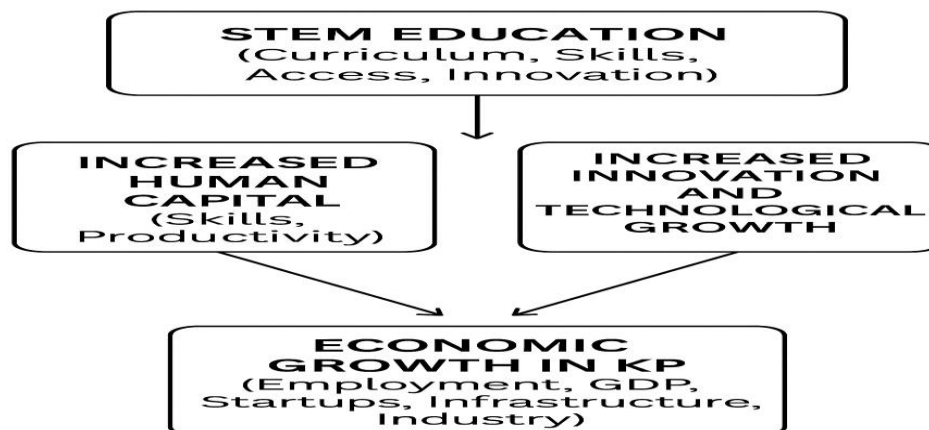 STEM EDUCATION
(Curriculum, Skills,
Access, Innovation)
INCREASED
HUMAN
CAPITAL
(Skills,
Productivity)
INCREASED
INNOVATION
AND
TECHNOLOGICAL
GROWTH
ECONOMIC
GROWTH IN KP
(Employment, GDP,
Startups, Infrastructure,
Industry)